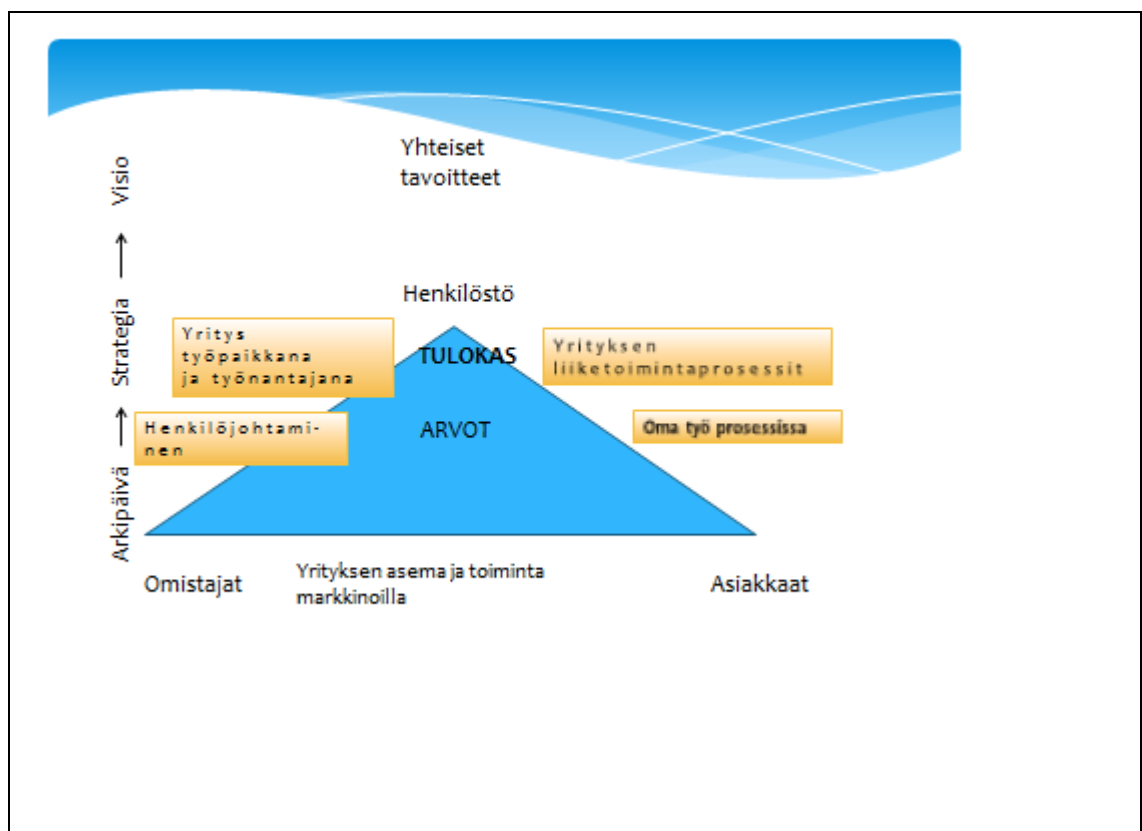 Yhteiset
tavoitteet
Visio
Strategia
Arkipäivä
Henkilöstö
Yritys
työpaikkana
ja työnantajana
TULOKAS
Yrityksen
liiketoimintaprosessit
Henkilöjohtami-
nen
ARVOT
Oma työ prosessissa
Omistajat
Yrityksen asema ja toiminta
markkinoilla
Asiakkaat